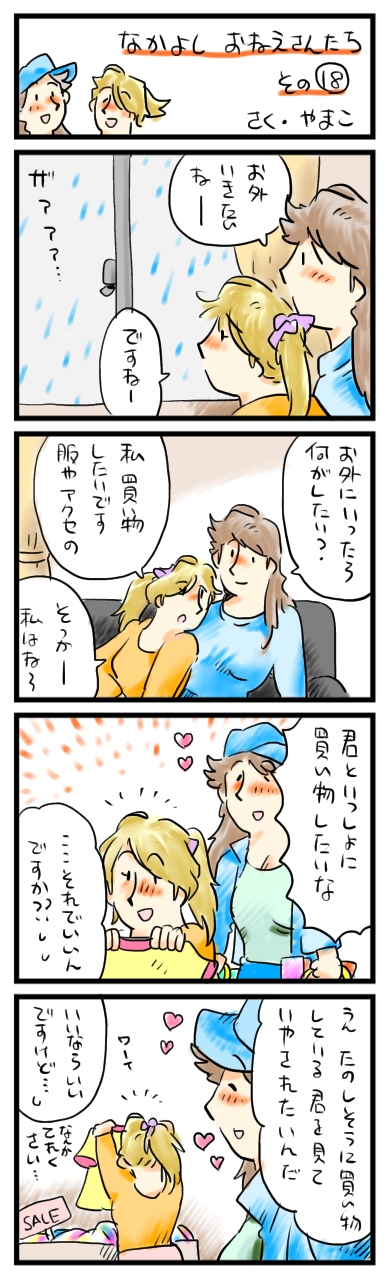 なかよし おねえさんたち
その⑱
さく・やまこ
お外
いきたい
ねー
ザァァァ…
ですねー
お外にいったら
何がしたい？
私 買い物
したいです
服やアクセの
そっかー
私はね〜
君といっしょに
買い物したいな
……それでいいん
ですか？
うん たのしそうに買い物
している 君を見て
いやされたいんだ
ワーイ
いいならいい
ですけど…
なんか
てれく
さい…
SALE